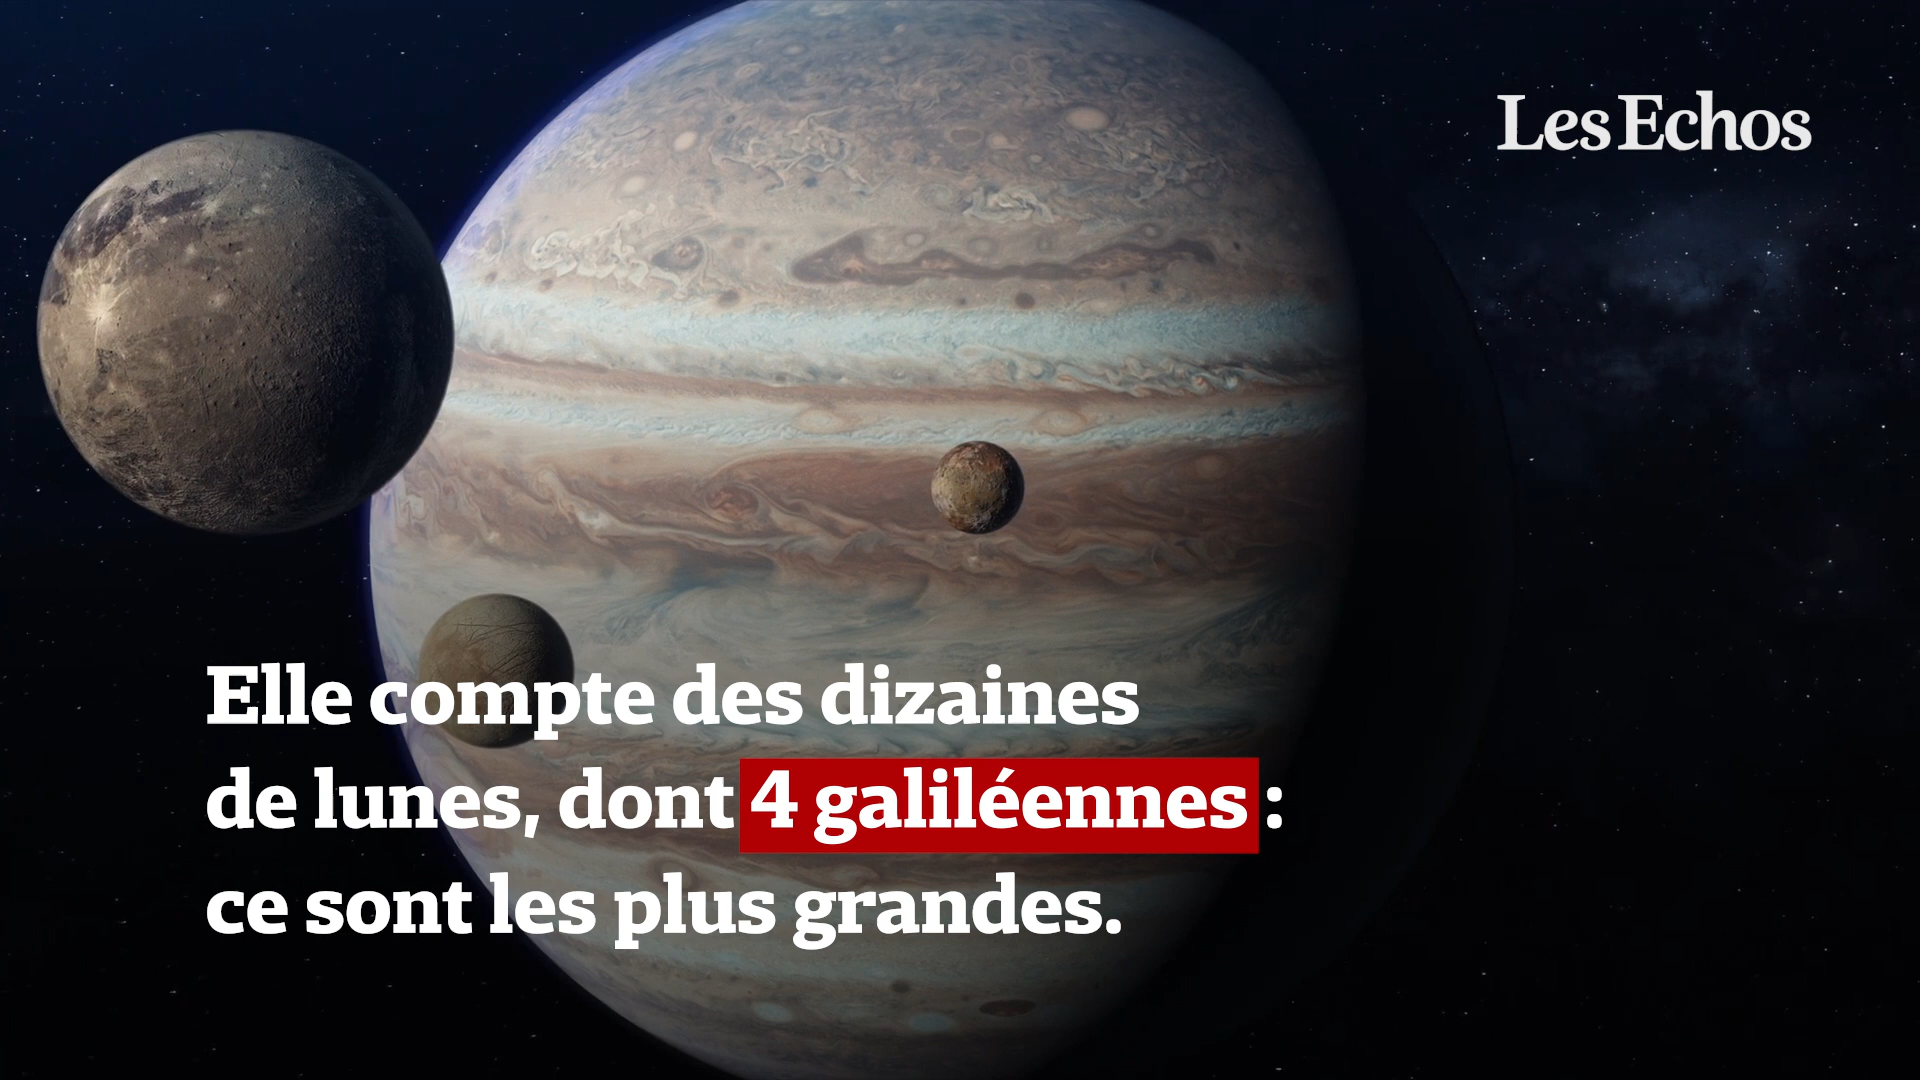 Les Echos
Elle compte des dizaines
de lunes, dont 4 galiléennes :
ce sont les plus grandes.